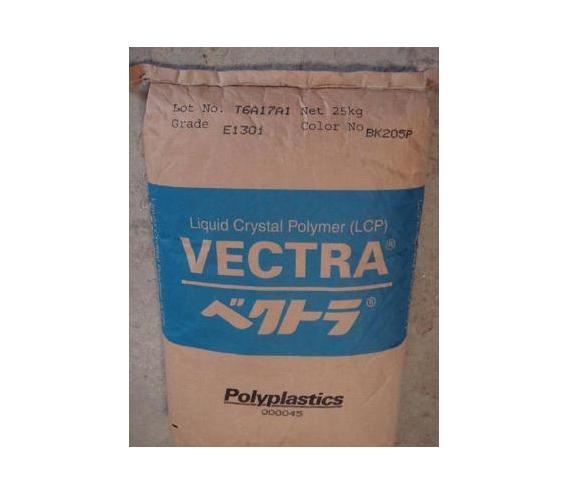 Lot No. T6A17A1 Net 25kg
Grade E130i Color No BK205P
Liquid Crystal Polymer (LCP)
VECTRA®
ベクトラ®
Polyplastics
000045